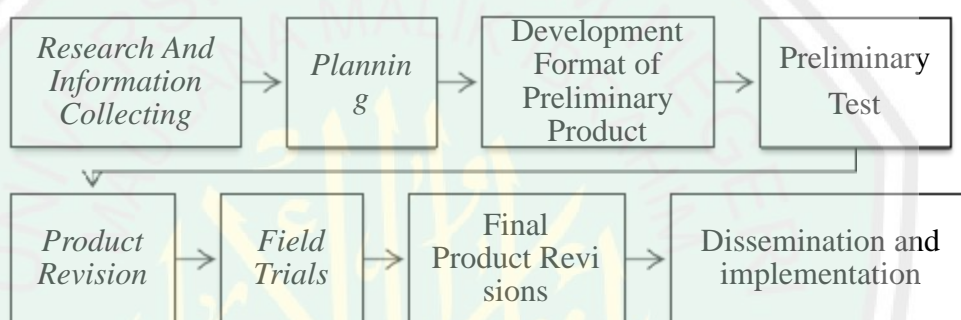 Research And
Information
Collecting
Plannin
g
Development
Format of
Preliminary
Product
Preliminary
Test
Product
Revision
Field
Trials
Final
Product Revi
sions
Dissemination and
implementation